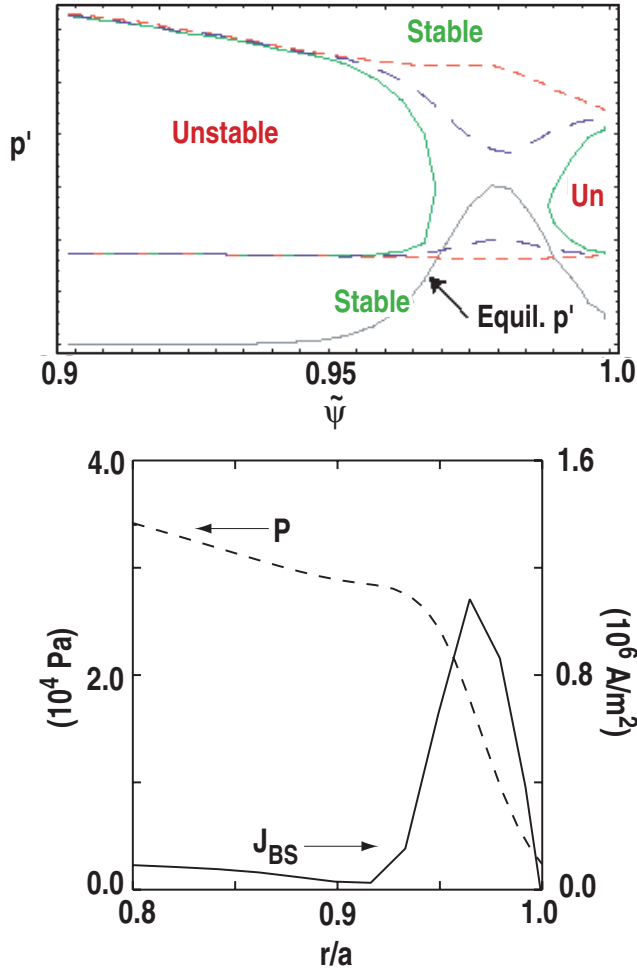 Stable
Unstable
p'
Un
Stable
Equil. p'
0.9
0.95
1.0
ψ̃
4.0
1.6
P
(10⁴ Pa)
2.0
0.8
(10⁶ A/m²)
J_BS
0.0
0.0
0.8
0.9
1.0
r/a